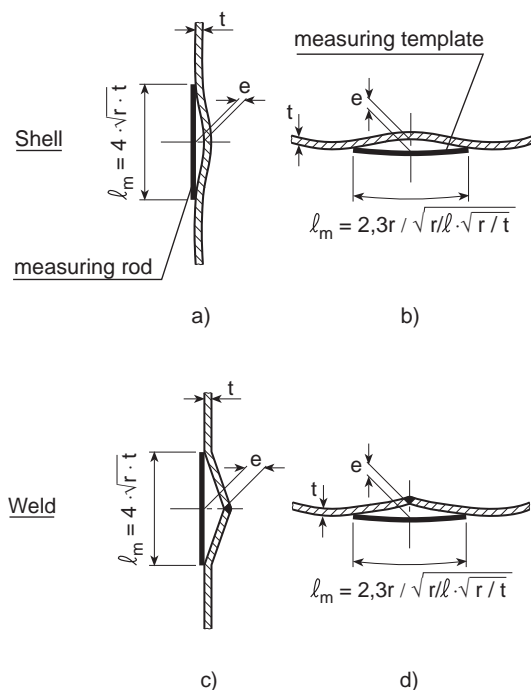 t
e
ℓm = 4 · √r · t
Shell
measuring rod
a)
measuring template
e
t
ℓm = 2,3r / √r/ℓ · √r / t
b)
t
e
ℓm = 4 · √r · t
Weld
c)
e
t
ℓm = 2,3r / √r/ℓ · √r / t
d)